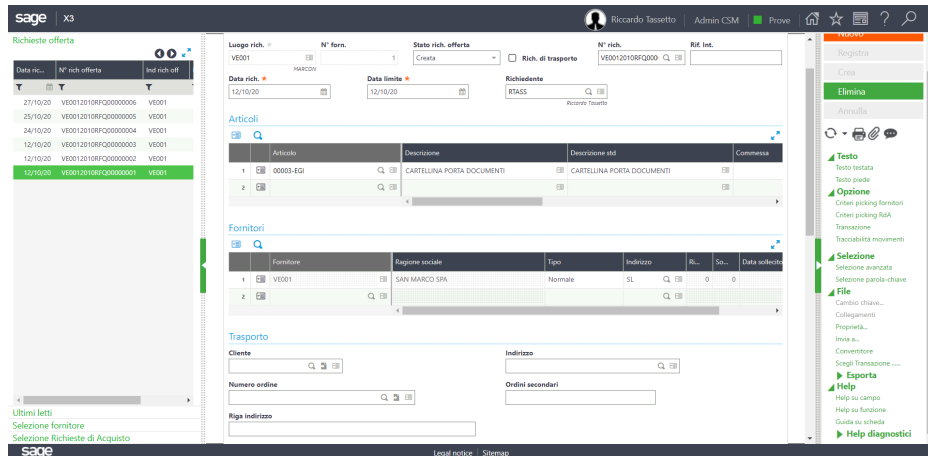 sage X3 Riccardo Tassetto Admin CSM Prove
Richieste offerta
Data ric... N° rich offerta Ind rich off
27/10/20 VE0012010RFQ00000006 VE001
25/10/20 VE0012010RFQ00000005 VE001
24/10/20 VE0012010RFQ00000004 VE001
12/10/20 VE0012010RFQ00000003 VE001
12/10/20 VE0012010RFQ00000002 VE001
12/10/20 VE0012010RFQ00000001 VE001
Ultimi letti
Selezione fornitore
Selezione Richieste di Acquisto
Luogo rich. N° forn. Stato rich. offerta N° rich. Rif. Int.
VE001 1 Creata Rich. di trasporto VE0012010RFQ000
MARCON
Data rich. * Data limite * Richiedente
12/10/20 12/10/20 RTASS
Riccardo Tassetto
Articoli
Articolo Descrizione Descrizione std Commessa
1 00003-EGI CARTELLINA PORTA DOCUMENTI CARTELLINA PORTA DOCUMENTI
2
Fornitori
Fornitore Ragione sociale Tipo Indirizzo Ri... So... Data sollecito
1 VE001 SAN MARCO SPA Normale SL 0 0
2
Trasporto
Cliente Indirizzo
Numero ordine Ordini secondari
Riga indirizzo
Nuovo
Registra
Crea
Elimina
Annulla
Testo
Testo testata
Testo piede
Opzione
Criteri picking fornitori
Criteri picking RdA
Transazione
Tracciabilità movimenti
Selezione
Selezione avanzata
Selezione parola-chiave
File
Cambio chiave...
Collegamenti
Proprietà...
Invia a...
Convertitore
Scegli Transazione .....
Esporta
Help
Help su campo
Help su funzione
Guida su scheda
Help diagnostici
sage Legal notice Sitemap